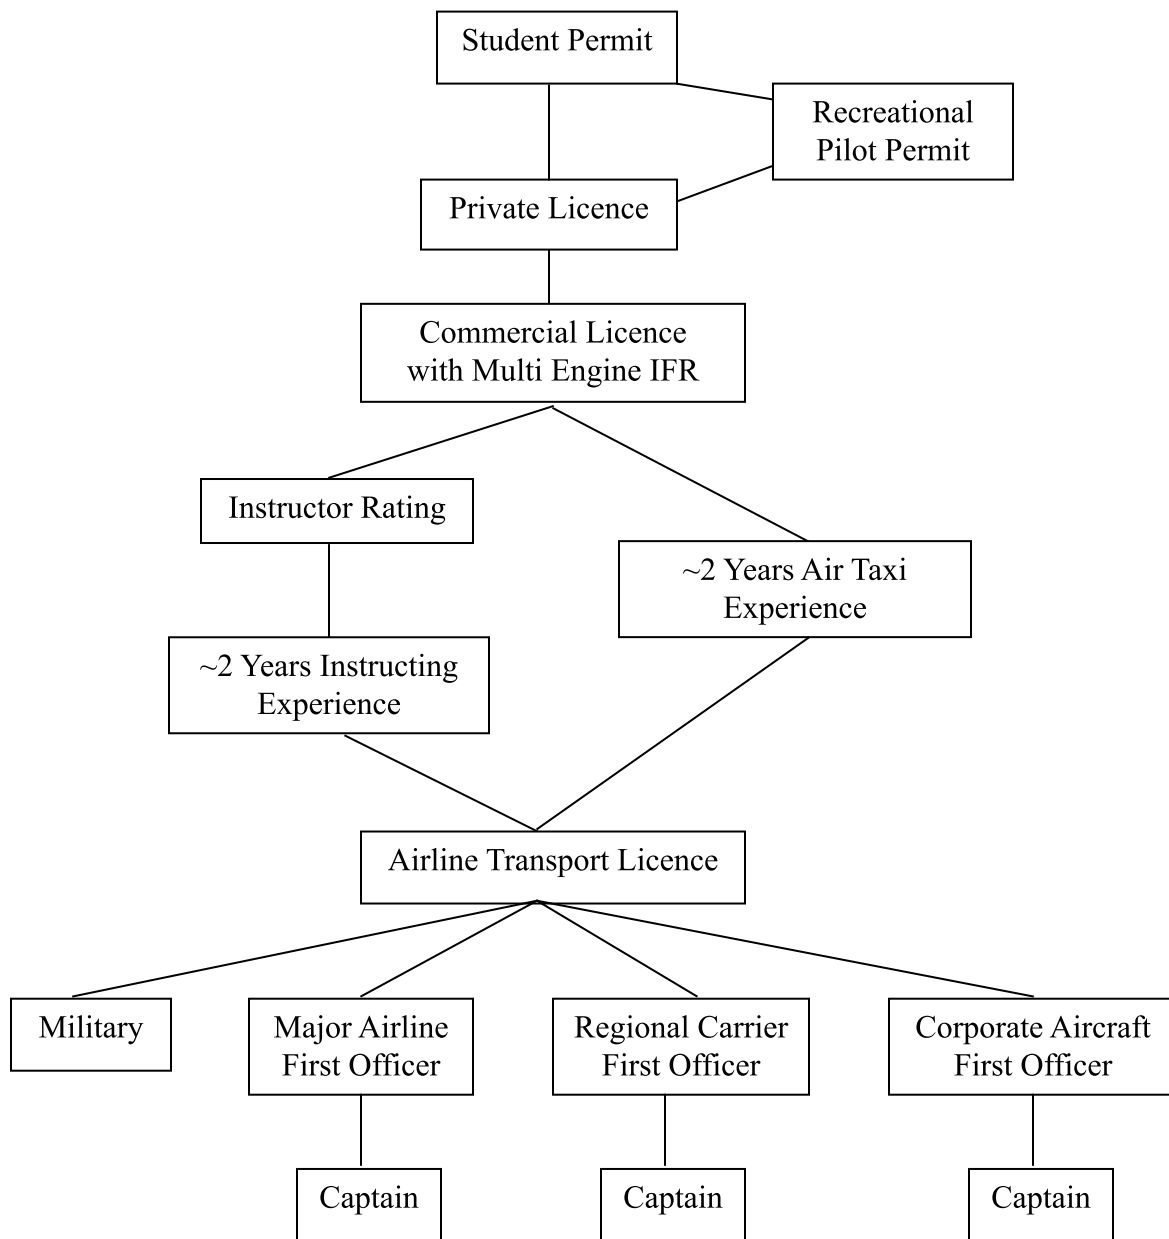 Student Permit
Recreational
Pilot Permit
Private Licence
Commercial Licence
with Multi Engine IFR
Instructor Rating
~2 Years Air Taxi
Experience
~2 Years Instructing
Experience
Airline Transport Licence
Military
Major Airline
First Officer
Regional Carrier
First Officer
Corporate Aircraft
First Officer
Captain
Captain
Captain